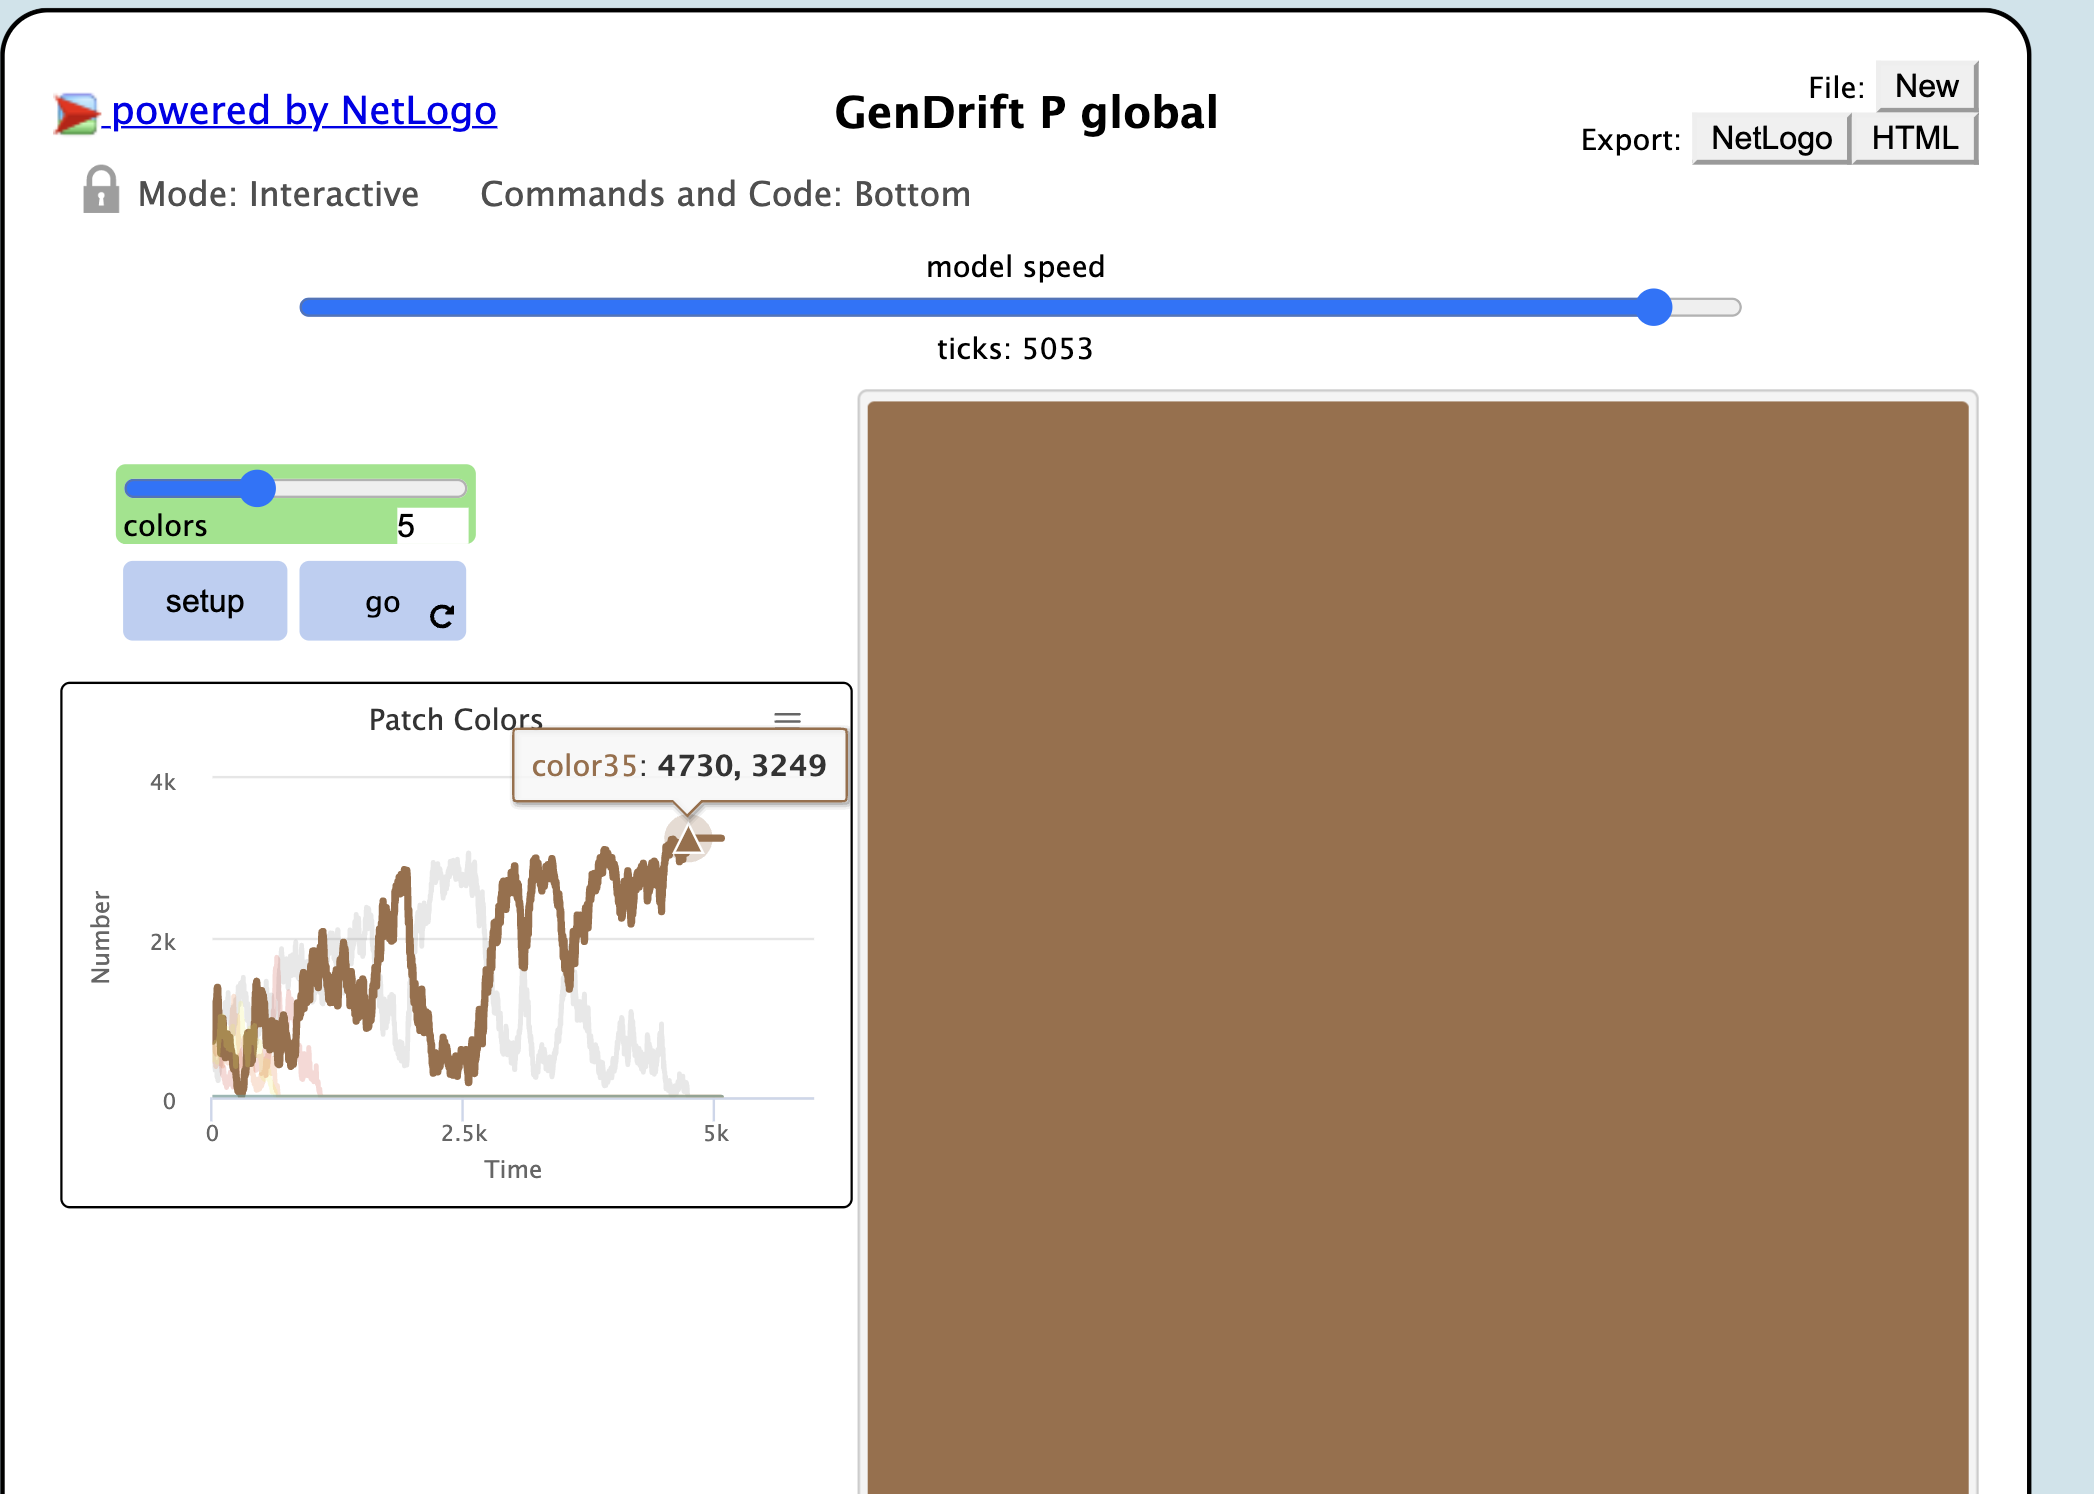 powered by NetLogo
GenDrift P global
File: New
Export: NetLogo HTML
Mode: Interactive Commands and Code: Bottom
model speed
ticks: 5053
colors 5
setup go
Patch Colors
color35: 4730, 3249
4k
2k
0
Number
0 2.5k 5k
Time